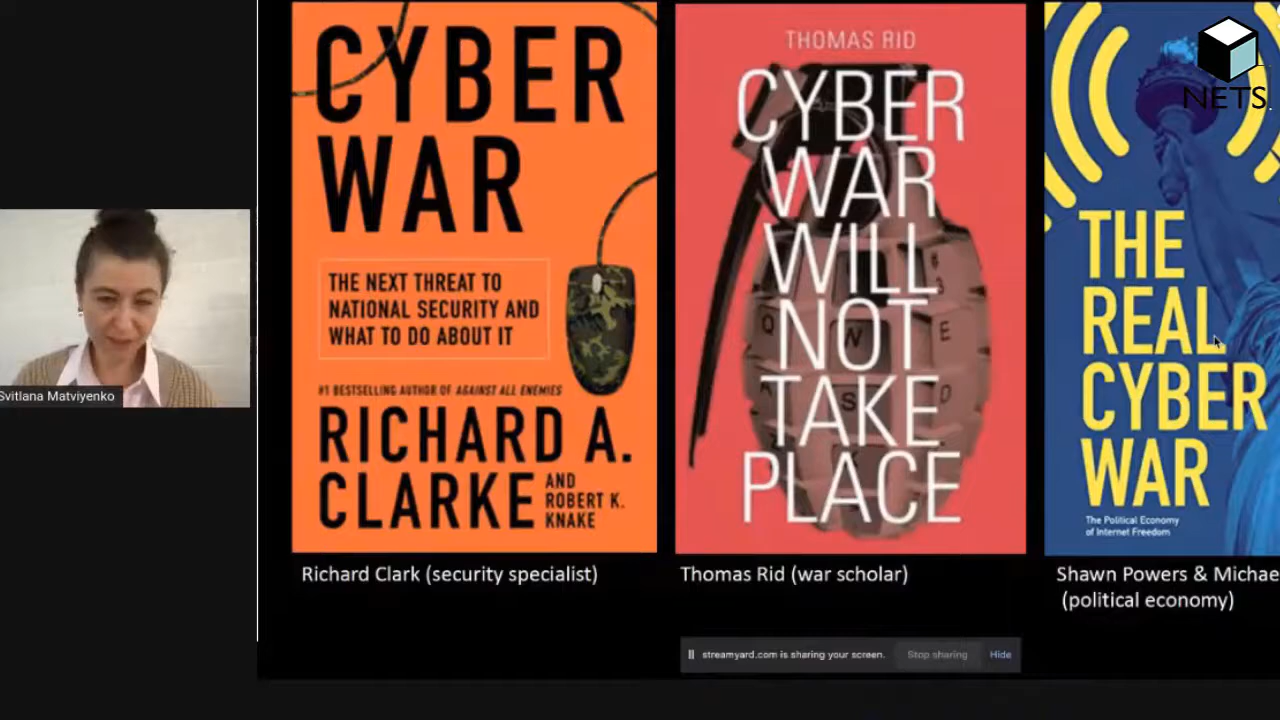 CYBER
WAR
THE NEXT THREAT TO
NATIONAL SECURITY AND
WHAT TO DO ABOUT IT
#1 BESTSELLING AUTHOR OF AGAINST ALL ENEMIES
RICHARD A.
CLARKE
AND
ROBERT K.
KNAKE
Richard Clark (security specialist)
THOMAS RID
CYBER
WAR
WILL
NOT
TAKE
PLACE
Q W E
S
Thomas Rid (war scholar)
NETS
THE
REAL
CYBER
WAR
The Political Economy
of Internet Freedom
Shawn Powers & Michae
(political economy)
Svitlana Matviyenko
streamyard.com is sharing your screen.
Stop sharing
Hide